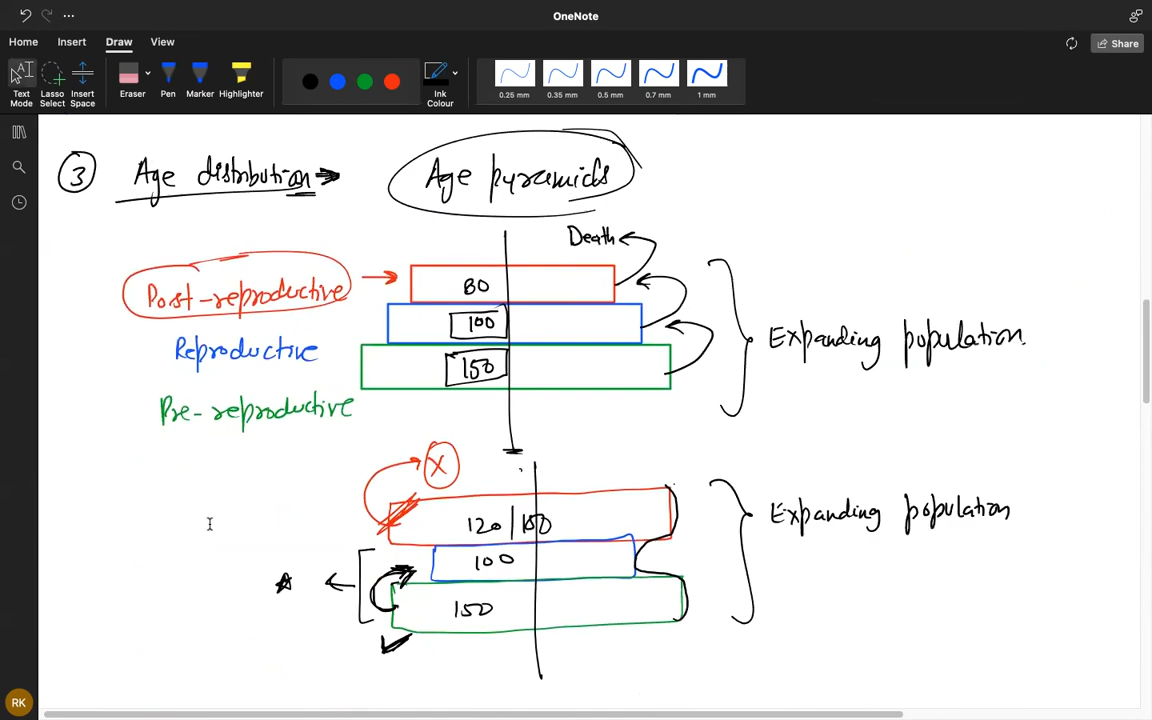 OneNote
Home Insert Draw View
Share
Text Mode
Lasso Select
Insert Space
Eraser
Pen
Marker
Highlighter
Ink Colour
0.25 mm
0.35 mm
0.5 mm
0.7 mm
1 mm
3 Age distribution → Age pyramids
Death
Post-reproductive → 80
Reproductive 100
Expanding population
150
Pre-reproductive
X
120 | 150
Expanding population
100
150
RK